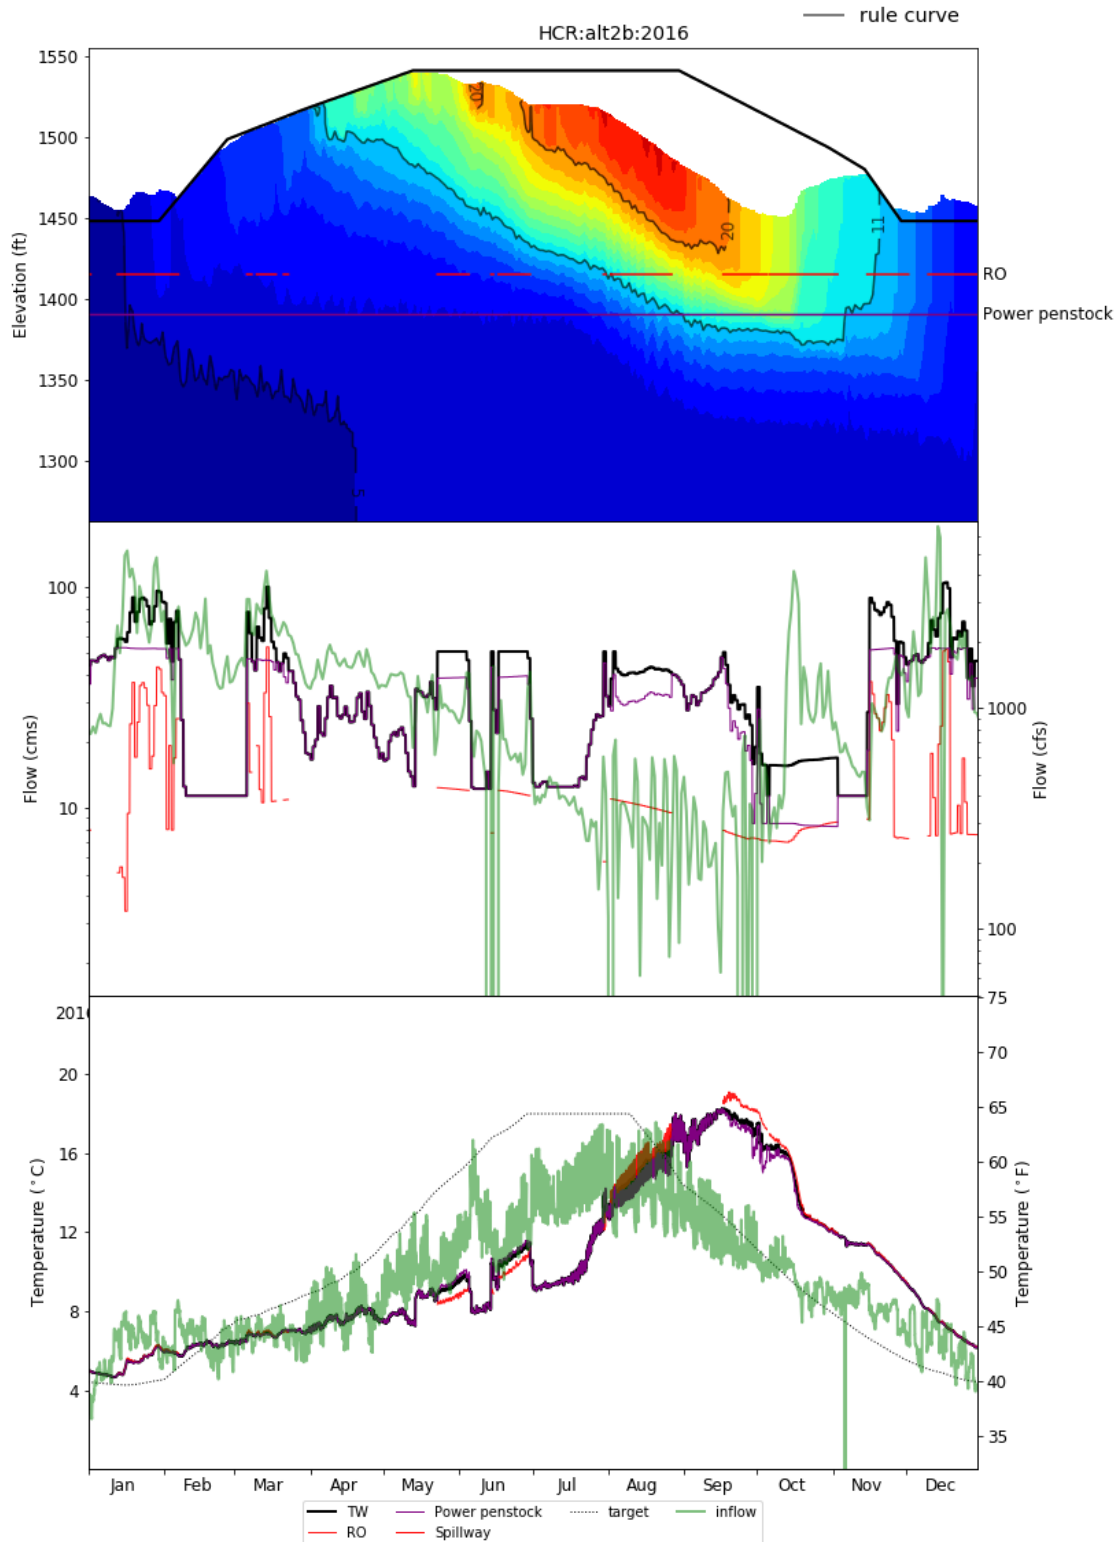 rule curve
HCR:alt2b:2016
1550
1500
1450
1400
1350
1300
Elevation (ft)
20
20
11
5
RO
Power penstock
100
10
Flow (cms)
1000
100
75
Flow (cfs)
201
20
16
12
8
4
Temperature (°C)
70
65
60
55
50
45
40
35
Temperature (°F)
Jan Feb Mar Apr May Jun Jul Aug Sep Oct Nov Dec
TW Power penstock target inflow
RO Spillway